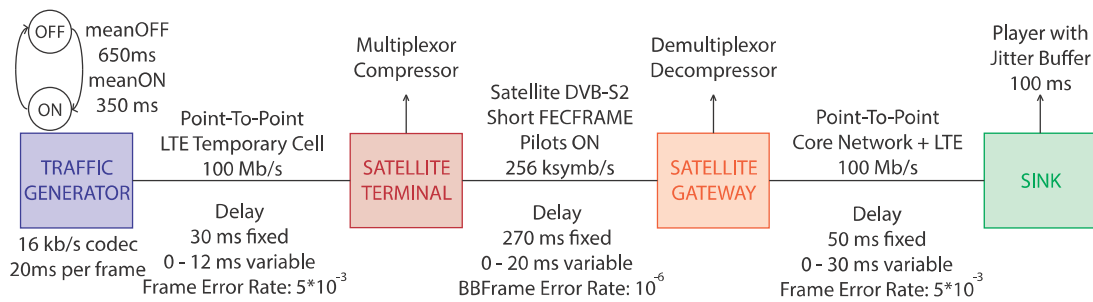 OFF
ON
meanOFF
650ms
meanON
350 ms
TRAFFIC
GENERATOR
16 kb/s codec
20ms per frame
Point-To-Point
LTE Temporary Cell
100 Mb/s
Delay
30 ms fixed
0 - 12 ms variable
Frame Error Rate: 5*10⁻³
Multiplexor
Compressor
SATELLITE
TERMINAL
Satellite DVB-S2
Short FECFRAME
Pilots ON
256 ksymb/s
Delay
270 ms fixed
0 - 20 ms variable
BBFrame Error Rate: 10⁻⁶
Demultiplexor
Decompressor
SATELLITE
GATEWAY
Point-To-Point
Core Network + LTE
100 Mb/s
Delay
50 ms fixed
0 - 30 ms variable
Frame Error Rate: 5*10⁻³
Player with
Jitter Buffer
100 ms
SINK